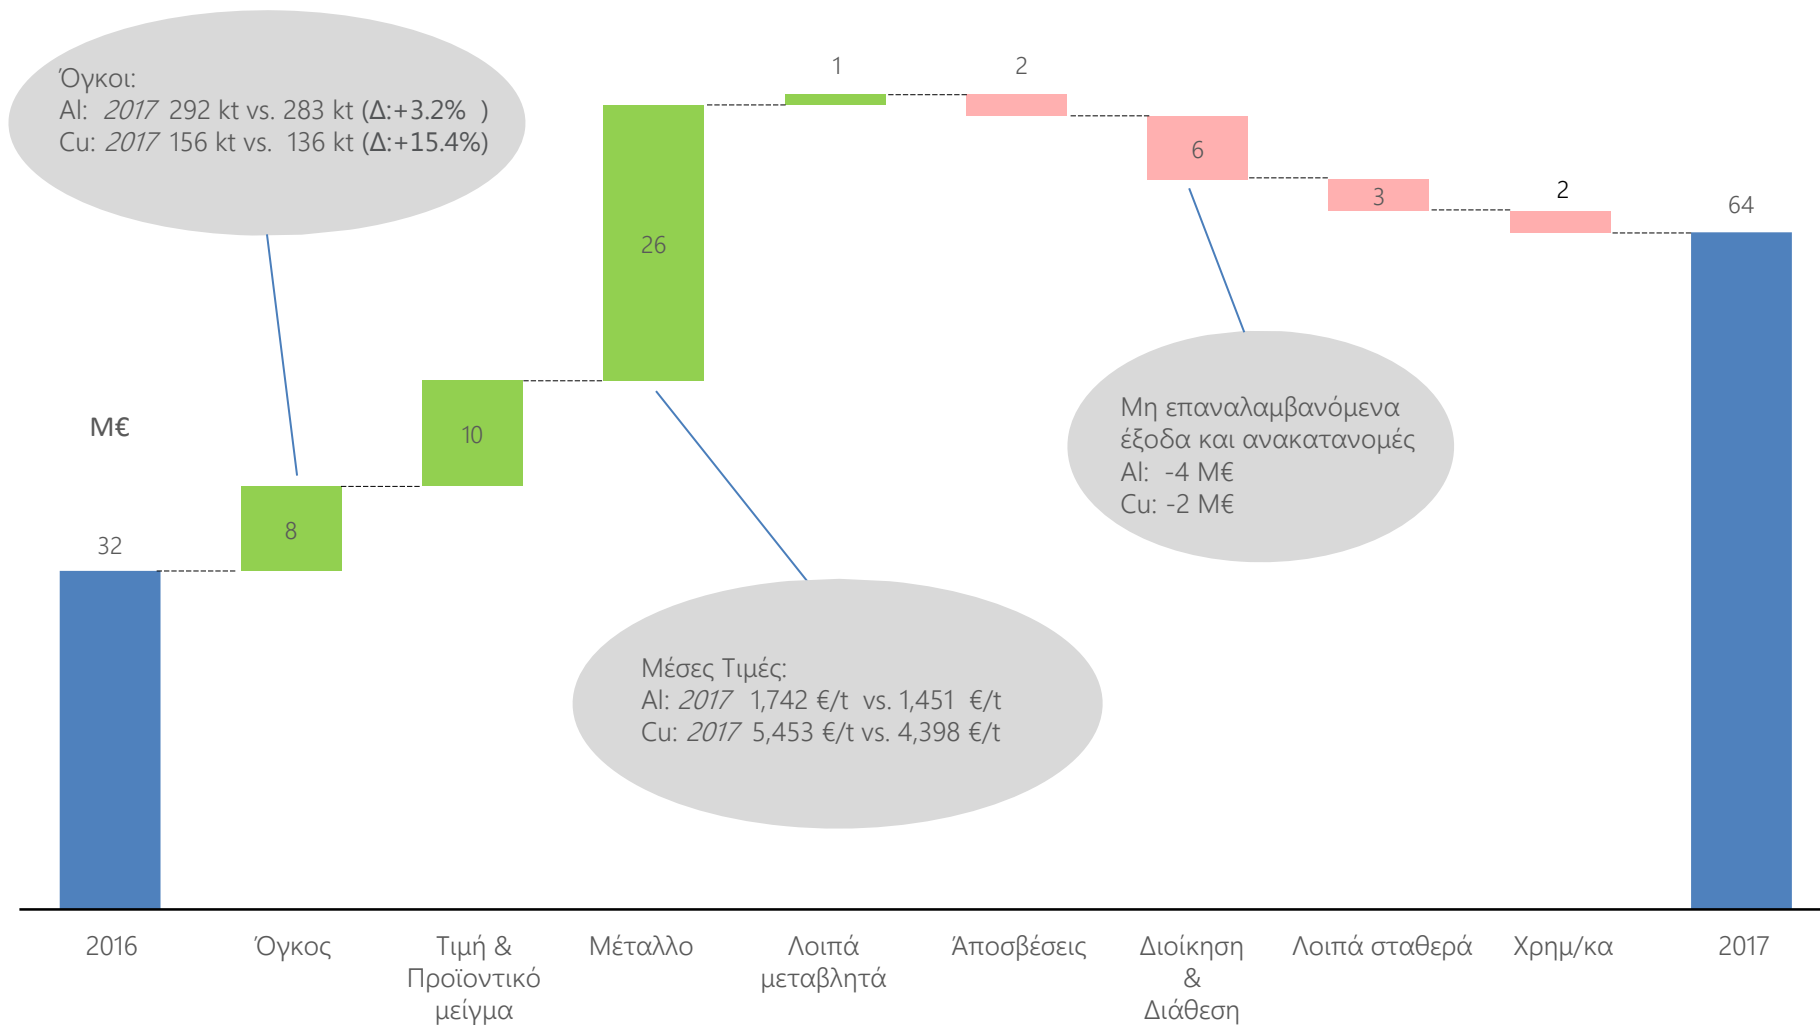 Όγκοι:
Al: 2017 292 kt vs. 283 kt (Δ:+3.2% )
Cu: 2017 156 kt vs. 136 kt (Δ:+15.4%)
1
2
6
3
2
64
26
M€
10
8
32
Μη επαναλαμβανόμενα
έξοδα και ανακατανομές
Al: -4 M€
Cu: -2 M€
Μέσες Τιμές:
Al: 2017 1,742 €/t vs. 1,451 €/t
Cu: 2017 5,453 €/t vs. 4,398 €/t
2016
Όγκος
Τιμή &
Προϊοντικό
μείγμα
Μέταλλο
Λοιπά
μεταβλητά
Άποσβέσεις
Διοίκηση
&
Διάθεση
Λοιπά σταθερά
Χρημ/κα
2017